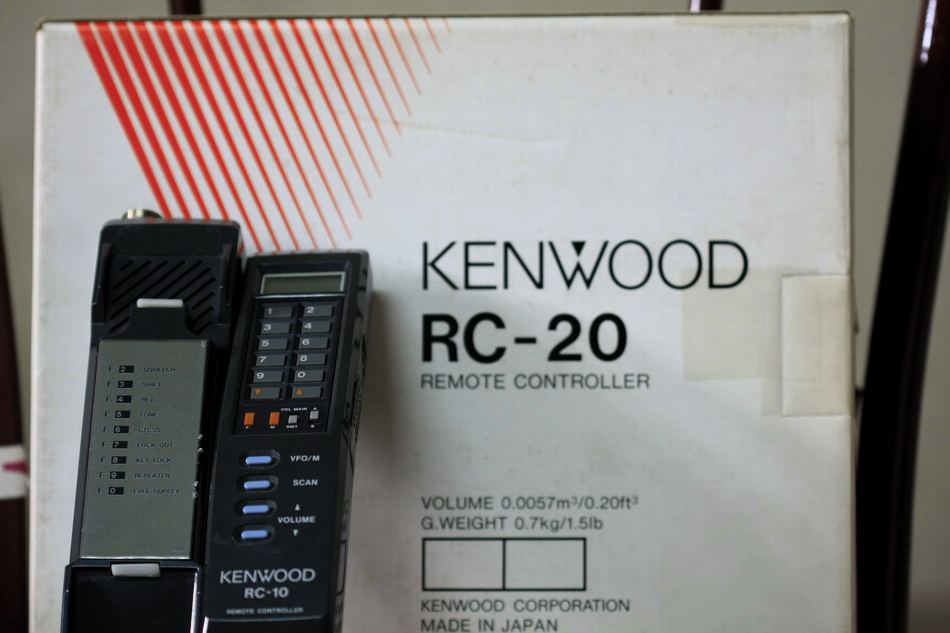 KENWOOD
RC-20
REMOTE CONTROLLER
VOLUME 0.0057m³/0.20ft³
G.WEIGHT 0.7kg/1.5lb
KENWOOD CORPORATION
MADE IN JAPAN
F 2 SQUELCH
F 3 SHIFT
F 4 REV
F 5 TONE
F 6 CTCSS
F 7 LOCK-OUT
F 8 KEY LOCK
F 9 REPEATER
F 0 FULL DUPLEX
1 2
3 4
5 6
7 8
9 0
VOL MAIN A
F M RMT B
VFO/M
SCAN
VOLUME
KENWOOD
RC-10
REMOTE CONTROLLER